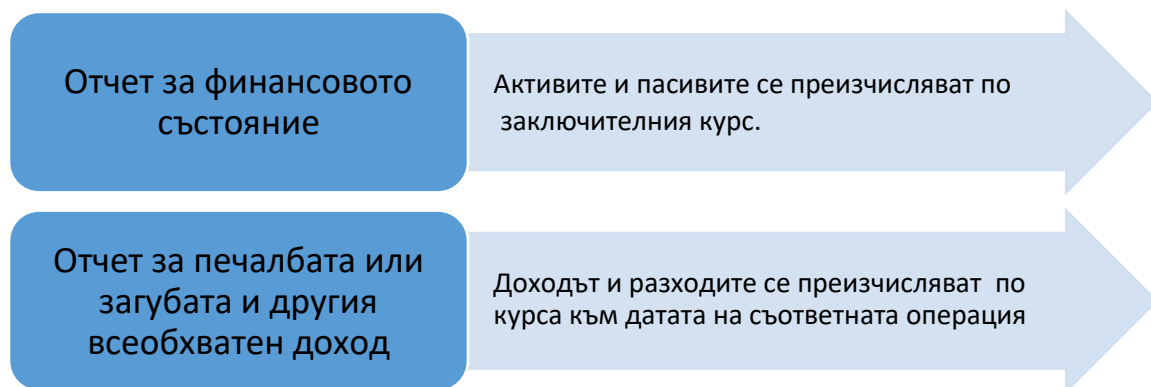 Отчет за финансовото
състояние
Активите и пасивите се преизчисляват по
заключителния курс.
Отчет за печалбата или
загубата и другия
всеобхватен доход
Доходът и разходите се преизчисляват по
курса към датата на съответната операция